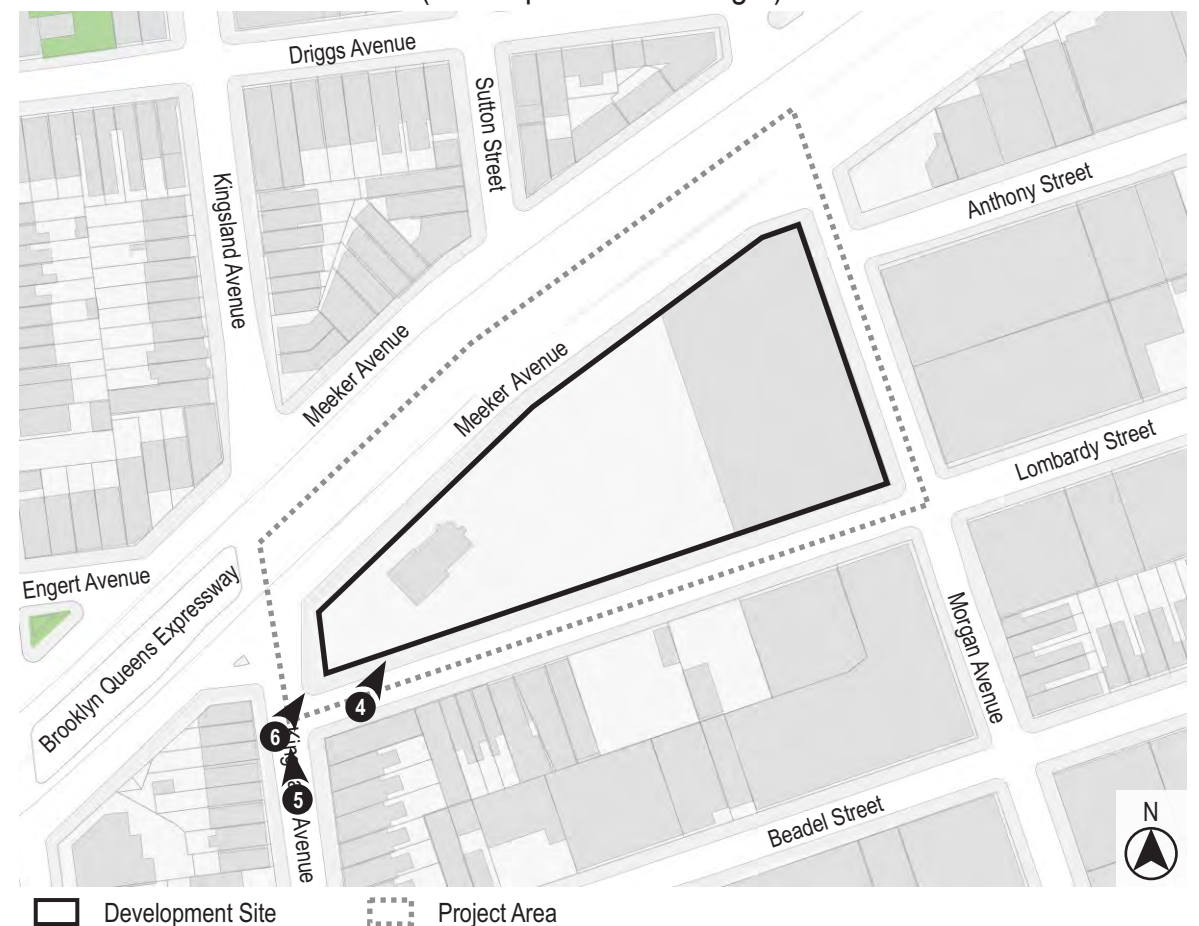 Driggs Avenue
Sutton Street
Kingsland Avenue
Anthony Street
Meeker Avenue
Meeker Avenue
Lombardy Street
Engert Avenue
Brooklyn Queens Expressway
Morgan Avenue
4
6
5
Avenue
Beadel Street
N
Development Site
Project Area